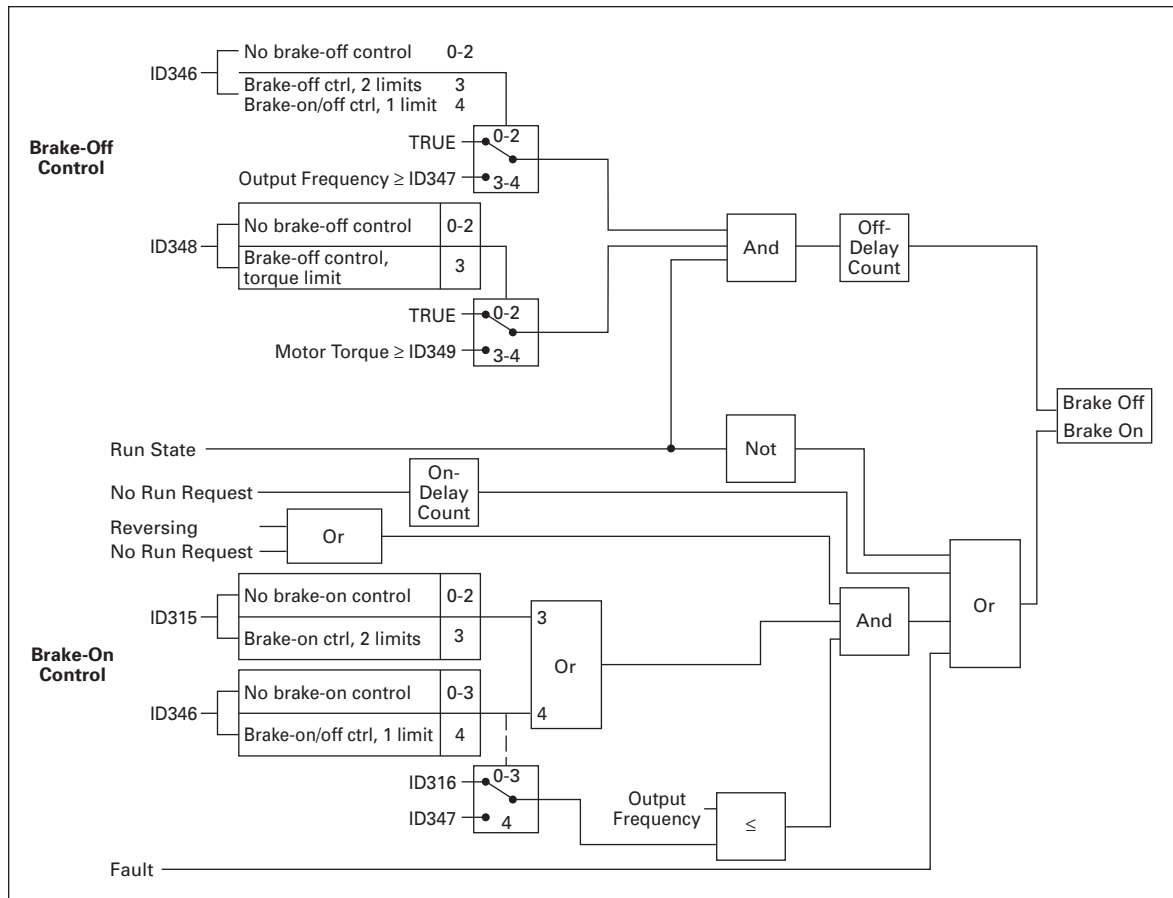 No brake-off control 0-2
ID346
Brake-off ctrl, 2 limits 3
Brake-on/off ctrl, 1 limit 4
Brake-Off
Control
TRUE
0-2
Output Frequency ≥ ID347
3-4
No brake-off control 0-2
ID348
Brake-off control,
torque limit
3
TRUE
0-2
Motor Torque ≥ ID349
3-4
And
Off-
Delay
Count
Brake Off
Brake On
Run State
Not
No Run Request
On-
Delay
Count
Reversing
No Run Request
Or
Brake-On
Control
No brake-on control 0-2
ID315
Brake-on ctrl, 2 limits 3
No brake-on control 0-3
ID346
Brake-on/off ctrl, 1 limit 4
3
Or
4
And
Or
ID316
0-3
ID347
4
Output
Frequency
≤
Fault